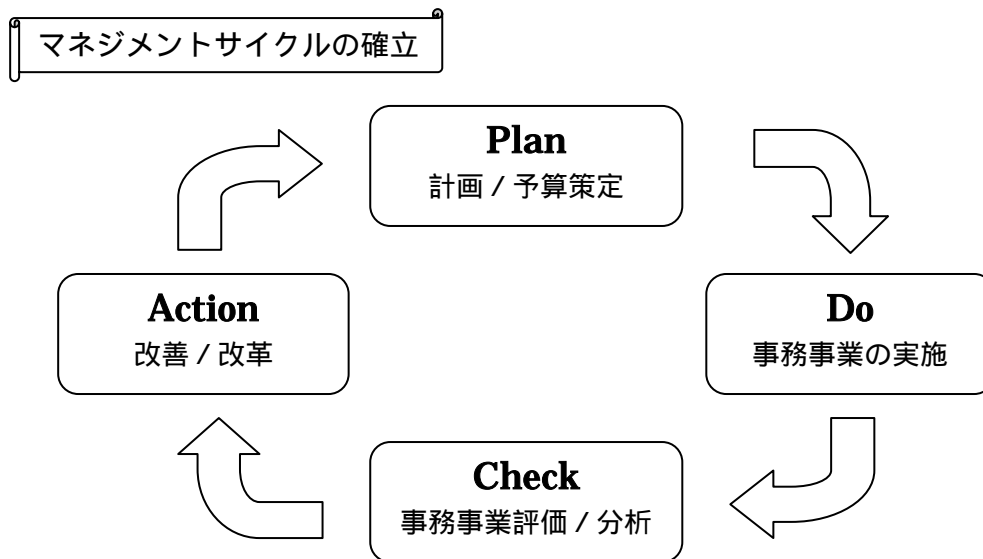 マネジメントサイクルの確立
Plan
計画 / 予算策定
Action
改善 / 改革
Do
事務事業の実施
Check
事務事業評価 / 分析